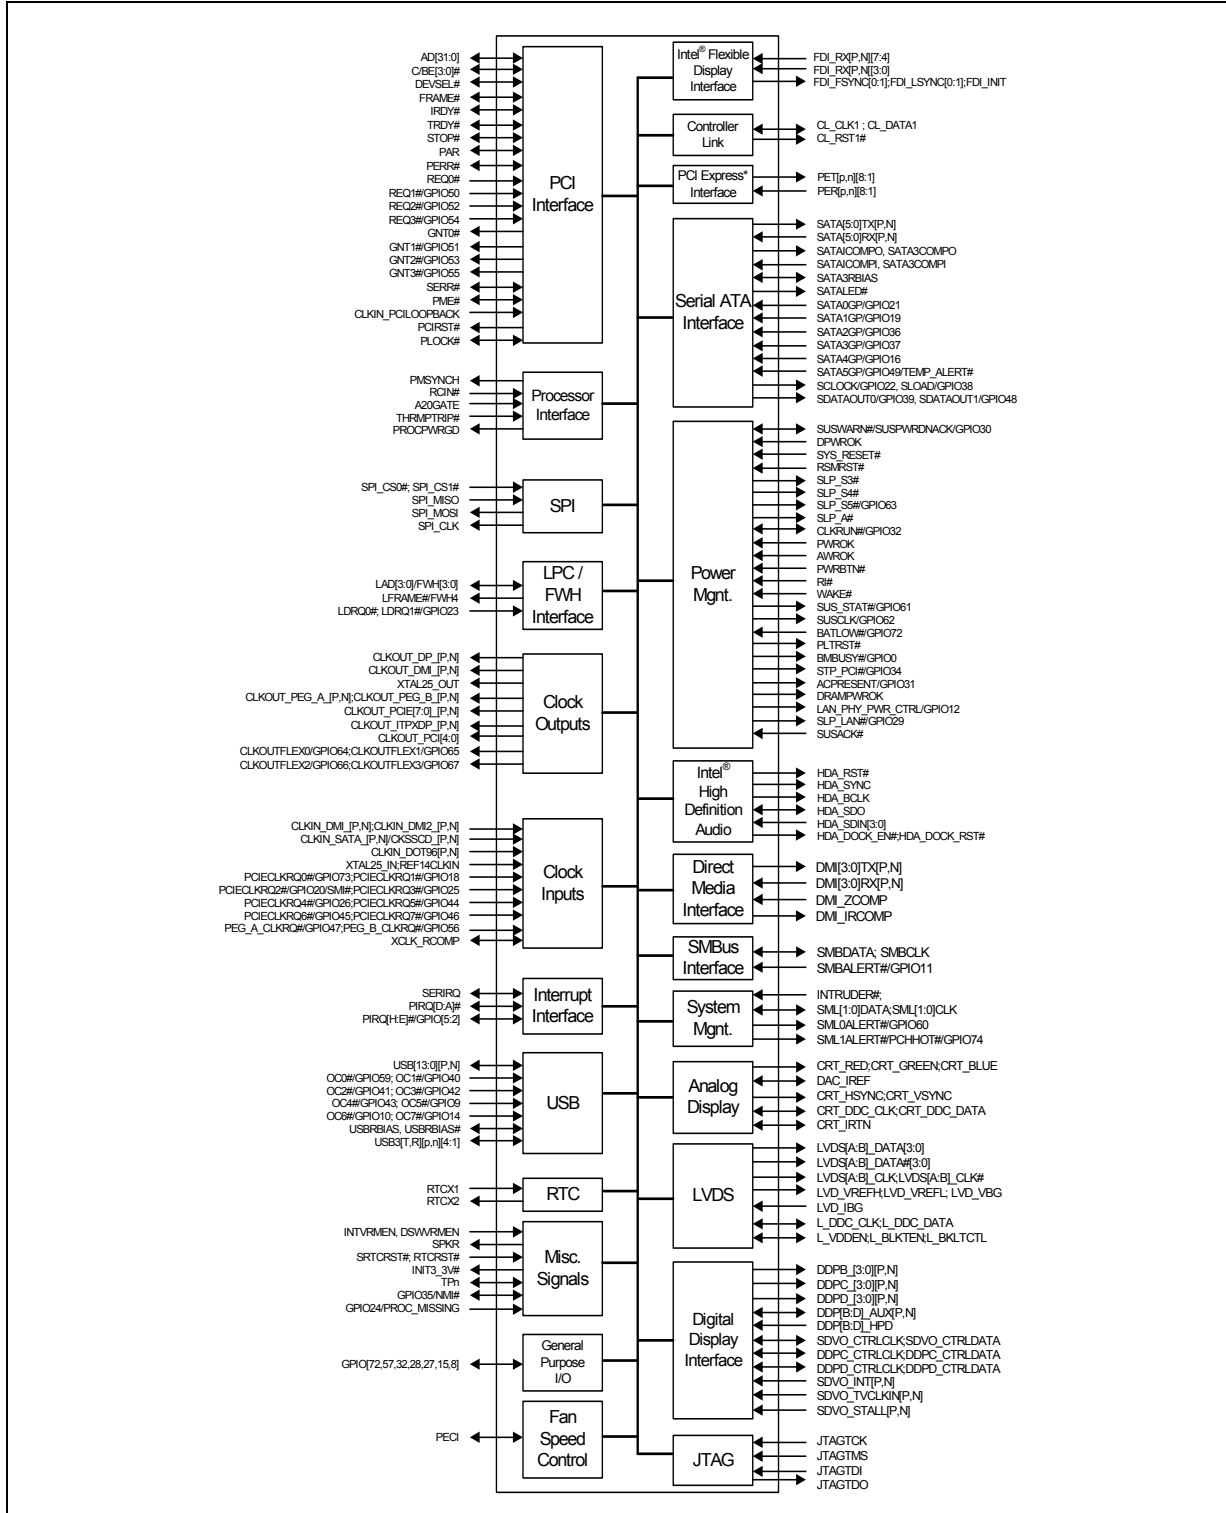 AD[31:0]
C/BE[3:0]#
DEVSEL#
FRAME#
IRDY#
TRDY#
STOP#
PAR
PERR#
REQ0#
REQ1#/GPIO50
REQ2#/GPIO52
REQ3#/GPIO54
GNT0#
GNT1#/GPIO51
GNT2#/GPIO53
GNT3#/GPIO55
SERR#
PME#
CLKIN_PCILOOPBACK
PCIRST#
PLOCK#
PCI
Interface
PMSYNCH
RCIN#
A20GATE
THRMPTRIP#
PROCPWRGD
Processor
Interface
SPI_CS0#; SPI_CS1#
SPI_MISO
SPI_MOSI
SPI_CLK
SPI
LAD[3:0]/FWH[3:0]
LFRAME#/FWH4
LDRQ0#; LDRQ1#/GPIO23
LPC /
FWH
Interface
CLKOUT_DP_[P,N]
CLKOUT_DMI_[P,N]
XTAL25_OUT
CLKOUT_PEG_A_[P,N];CLKOUT_PEG_B_[P,N]
CLKOUT_PCIE[7:0]_[P,N]
CLKOUT_ITPXDP_[P,N]
CLKOUT_PCI[4:0]
CLKOUTFLEX0/GPIO64;CLKOUTFLEX1/GPIO65
CLKOUTFLEX2/GPIO66;CLKOUTFLEX3/GPIO67
Clock
Outputs
CLKIN_DMI_[P,N];CLKIN_DMI2_[P,N]
CLKIN_SATA_[P,N]/CKSSCD_[P,N]
CLKIN_DOT96[P,N]
XTAL25_IN;REF14CLKIN
PCIECLKRQ0#/GPIO73;PCIECLKRQ1#/GPIO18
PCIECLKRQ2#/GPIO20/SMI#;PCIECLKRQ3#/GPIO25
PCIECLKRQ4#/GPIO26;PCIECLKRQ5#/GPIO44
PCIECLKRQ6#/GPIO45;PCIECLKRQ7#/GPIO46
PEG_A_CLKRQ#/GPIO47;PEG_B_CLKRQ#/GPIO56
XCLK_RCOMP
Clock
Inputs
SERIRQ
PIRQ[D:A]#
PIRQ[H:E]#/GPIO[5:2]
Interrupt
Interface
USB[13:0][P,N]
OC0#/GPIO59; OC1#/GPIO40
OC2#/GPIO41; OC3#/GPIO42
OC4#/GPIO43; OC5#/GPIO9
OC6#/GPIO10; OC7#/GPIO14
USBRBIAS, USBRBIAS#
USB3[T,R][p,n][4:1]
USB
RTCX1
RTCX2
RTC
INTVRMEN, DSWVRMEN
SPKR
SRTCRST#; RTCRST#
INIT3_3V#
TPn
GPIO35/NMI#
GPIO24/PROC_MISSING
Misc.
Signals
GPIO[72,57,32,28,27,15,8]
General
Purpose
I/O
PECI
Fan
Speed
Control
Intel® Flexible
Display
Interface
FDI_RX[P,N][7:4]
FDI_RX[P,N][3:0]
FDI_FSYNC[0:1];FDI_LSYNC[0:1];FDI_INIT
Controller
Link
CL_CLK1 ; CL_DATA1
CL_RST1#
PCI Express*
Interface
PET[p,n][8:1]
PER[p,n][8:1]
Serial ATA
Interface
SATA[5:0]TX[P,N]
SATA[5:0]RX[P,N]
SATAICOMPO, SATA3COMPO
SATAICOMPI, SATA3COMPI
SATA3RBIAS
SATALED#
SATA0GP/GPIO21
SATA1GP/GPIO19
SATA2GP/GPIO36
SATA3GP/GPIO37
SATA4GP/GPIO16
SATA5GP/GPIO49/TEMP_ALERT#
SCLOCK/GPIO22, SLOAD/GPIO38
SDATAOUT0/GPIO39, SDATAOUT1/GPIO48
Power
Mgnt.
SUSWARN#/SUSPWRDNACK/GPIO30
DPWROK
SYS_RESET#
RSMRST#
SLP_S3#
SLP_S4#
SLP_S5#/GPIO63
SLP_A#
CLKRUN#/GPIO32
PWROK
AWROK
PWRBTN#
RI#
WAKE#
SUS_STAT#/GPIO61
SUSCLK/GPIO62
BATLOW#/GPIO72
PLTRST#
BMBUSY#/GPIO0
STP_PCI#/GPIO34
ACPRESENT/GPIO31
DRAMPWROK
LAN_PHY_PWR_CTRL/GPIO12
SLP_LAN#/GPIO29
SUSACK#
Intel®
High
Definition
Audio
HDA_RST#
HDA_SYNC
HDA_BCLK
HDA_SDO
HDA_SDIN[3:0]
HDA_DOCK_EN#;HDA_DOCK_RST#
Direct
Media
Interface
DMI[3:0]TX[P,N]
DMI[3:0]RX[P,N]
DMI_ZCOMP
DMI_IRCOMP
SMBus
Interface
SMBDATA; SMBCLK
SMBALERT#/GPIO11
System
Mgnt.
INTRUDER#;
SML[1:0]DATA;SML[1:0]CLK
SML0ALERT#/GPIO60
SML1ALERT#/PCHHOT#/GPIO74
Analog
Display
CRT_RED;CRT_GREEN;CRT_BLUE
DAC_IREF
CRT_HSYNC;CRT_VSYNC
CRT_DDC_CLK;CRT_DDC_DATA
CRT_IRTN
LVDS
LVDS[A:B]_DATA[3:0]
LVDS[A:B]_DATA#[3:0]
LVDS[A:B]_CLK;LVDS[A:B]_CLK#
LVD_VREFH;LVD_VREFL; LVD_VBG
LVD_IBG
L_DDC_CLK;L_DDC_DATA
L_VDDEN;L_BLKTEN;L_BKLTCTL
Digital
Display
Interface
DDPB_[3:0][P,N]
DDPC_[3:0][P,N]
DDPD_[3:0][P,N]
DDP[B:D]_AUX[P,N]
DDP[B:D]_HPD
SDVO_CTRLCLK;SDVO_CTRLDATA
DDPC_CTRLCLK;DDPC_CTRLDATA
DDPD_CTRLCLK;DDPD_CTRLDATA
SDVO_INT[P,N]
SDVO_TVCLKIN[P,N]
SDVO_STALL[P,N]
JTAG
JTAGTCK
JTAGTMS
JTAGTDI
JTAGTDO